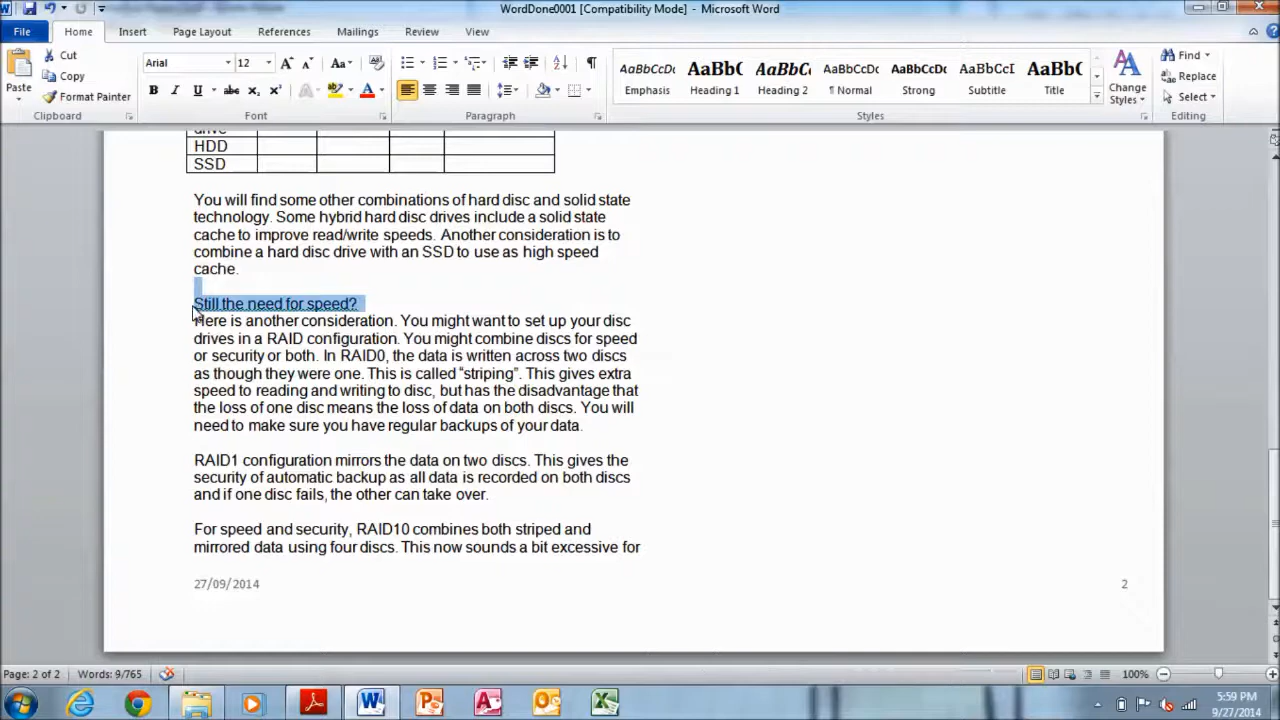 WordDone0001 [Compatibility Mode] - Microsoft Word
File Home Insert Page Layout References Mailings Review View
Paste
Cut
Copy
Format Painter
Clipboard
Arial 12
Font
Paragraph
AaBbCcDc AaBb( AaBbC AaBbCcDc AaBbCcDc AaBbCcI AaBb(
Emphasis Heading 1 Heading 2 ¶ Normal Strong Subtitle Title
Change Styles
Styles
Find
Replace
Select
Editing
drive
HDD
SSD
You will find some other combinations of hard disc and solid state
technology. Some hybrid hard disc drives include a solid state
cache to improve read/write speeds. Another consideration is to
combine a hard disc drive with an SSD to use as high speed
cache.
Still the need for speed?
Here is another consideration. You might want to set up your disc
drives in a RAID configuration. You might combine discs for speed
or security or both. In RAID0, the data is written across two discs
as though they were one. This is called “striping”. This gives extra
speed to reading and writing to disc, but has the disadvantage that
the loss of one disc means the loss of data on both discs. You will
need to make sure you have regular backups of your data.
RAID1 configuration mirrors the data on two discs. This gives the
security of automatic backup as all data is recorded on both discs
and if one disc fails, the other can take over.
For speed and security, RAID10 combines both striped and
mirrored data using four discs. This now sounds a bit excessive for
27/09/2014 2
Page: 2 of 2 Words: 9/765 100%
5:59 PM
9/27/2014